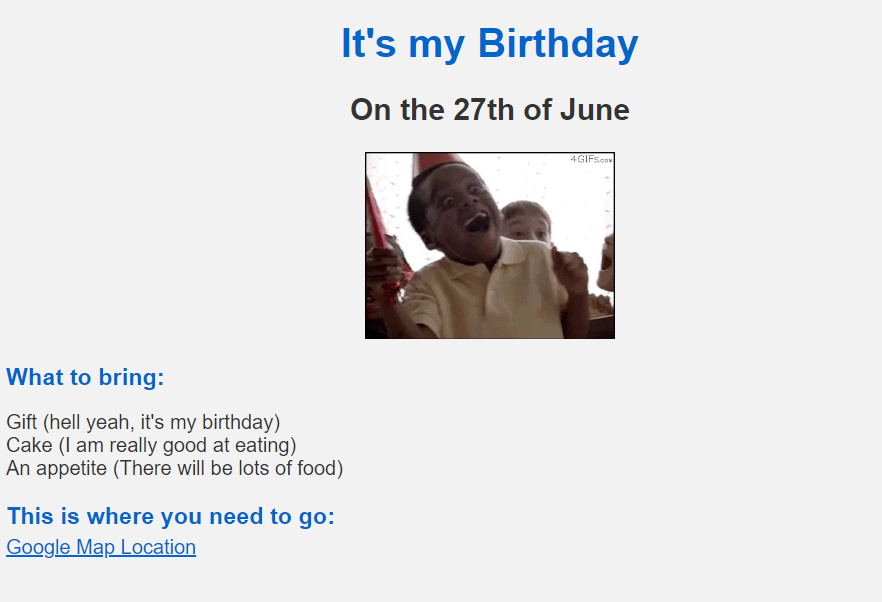 It's my Birthday
On the 27th of June
4GIFs.com
What to bring:
Gift (hell yeah, it's my birthday)
Cake (I am really good at eating)
An appetite (There will be lots of food)
This is where you need to go:
Google Map Location